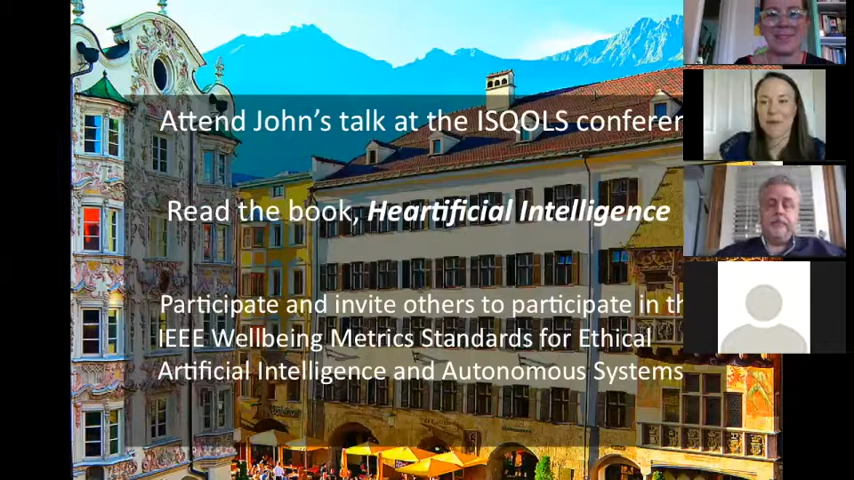 Attend John's talk at the ISQOLS conferen
Read the book, Heartificial Intelligence
Participate and invite others to participate in th
IEEE Wellbeing Metrics Standards for Ethical
Artificial Intelligence and Autonomous Systems